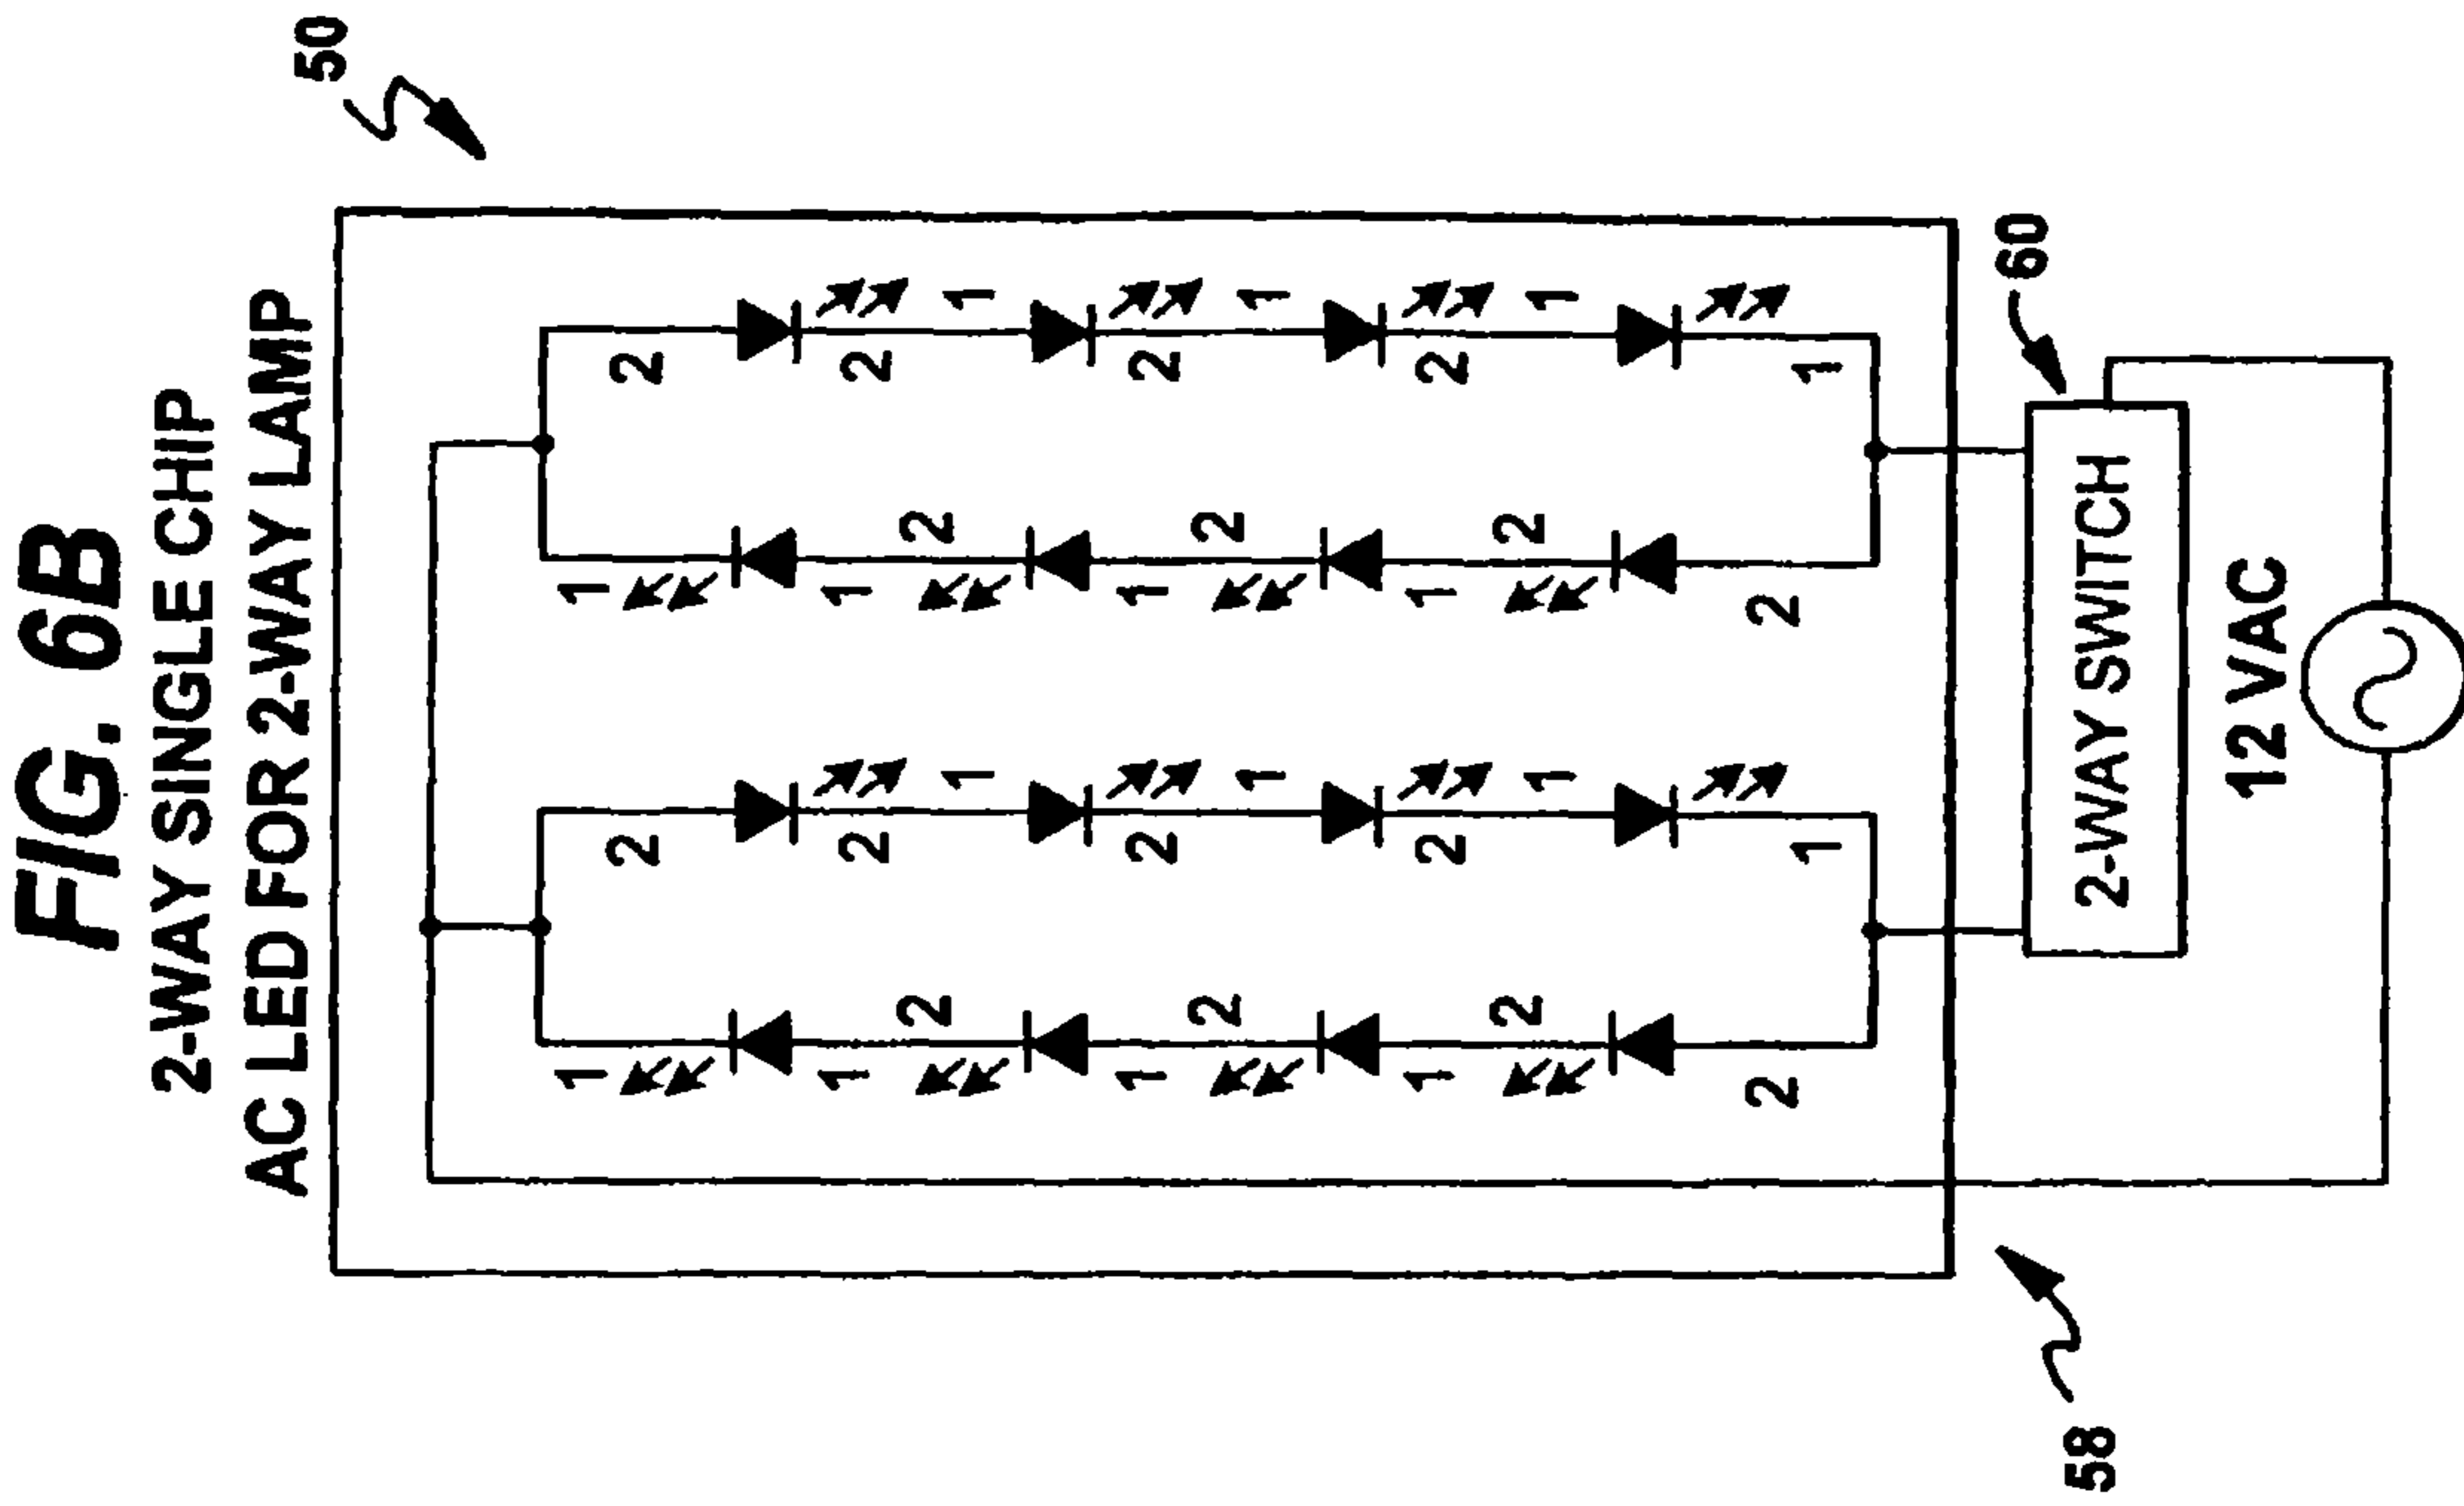 FIG. 6B
2-WAY SINGLE CHIP
AC LED FOR 2-WAY LAMP
50
1 2 1 2
1 2 1 2
2 1 2 1
1 2 1 2
2 1 2 1
1 2 1 2
2 1 2 1
2 1 2 1
60
58
2-WAY SWITCH
12 VAC